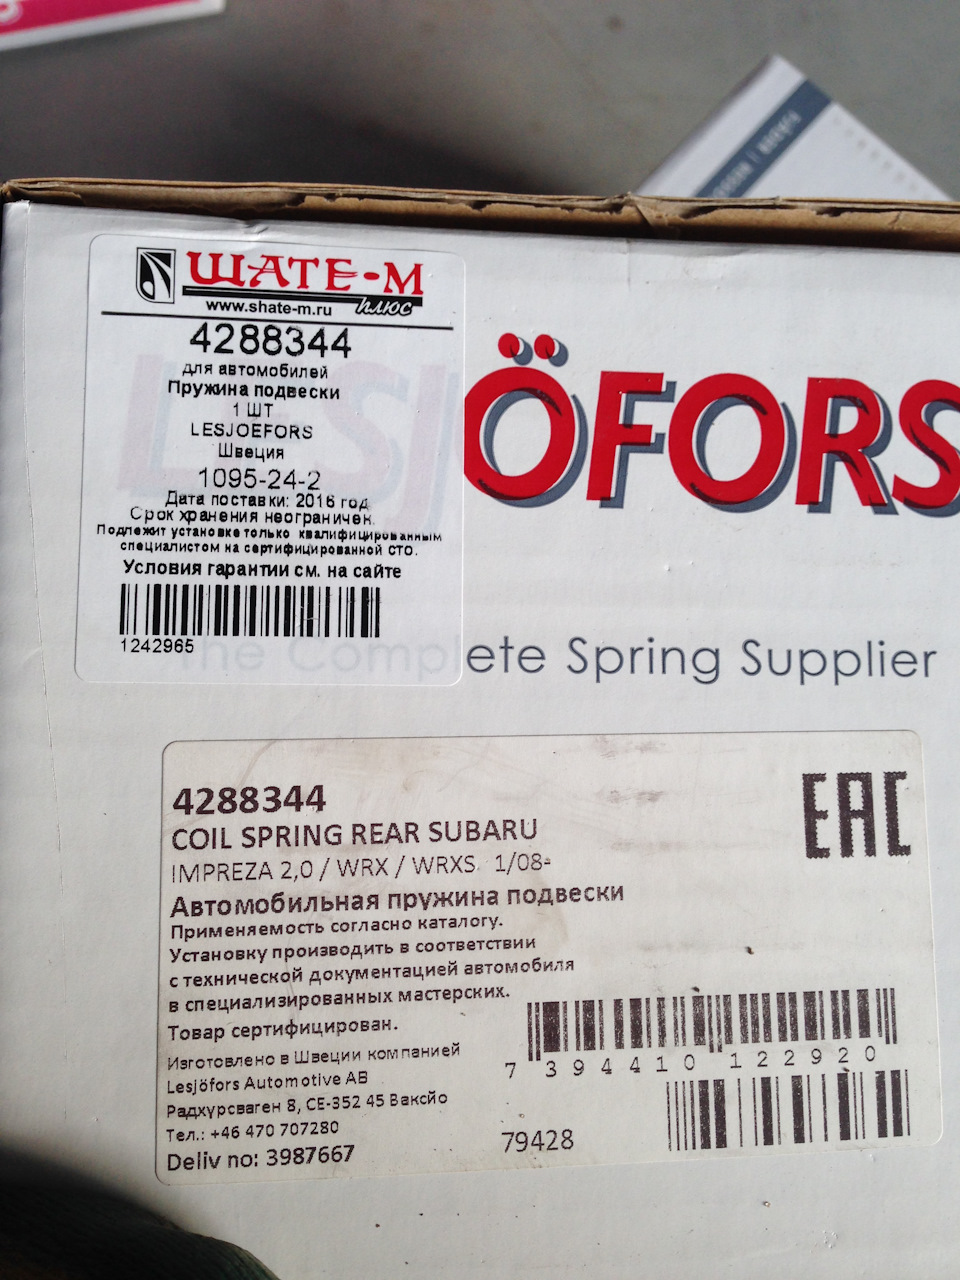 ШАТЕ-М
плюс
www.shate-m.ru
4288344
для автомобилей
Пружина подвески
1 ШТ
LESJOEFORS
Швеция
1095-24-2
Дата поставки: 2016 год
Срок хранения неограничен.
Подлежит установке только квалифицированным
специалистом на сертифицированной СТО.
Условия гарантии см. на сайте
1242965
LESJÖFORS
The Complete Spring Supplier
4288344
COIL SPRING REAR SUBARU
IMPREZA 2,0 / WRX / WRXS 1/08-
EAC
Автомобильная пружина подвески
Применяемость согласно каталогу.
Установку производить в соответствии
с технической документацией автомобиля
в специализированных мастерских.
Товар сертифицирован.
Изготовлено в Швеции компанией
Lesjöfors Automotive AB
Радхурсваген 8, СЕ-352 45 Ваксйо
Тел.: +46 470 707280
Deliv no: 3987667
7 394410 122920
79428